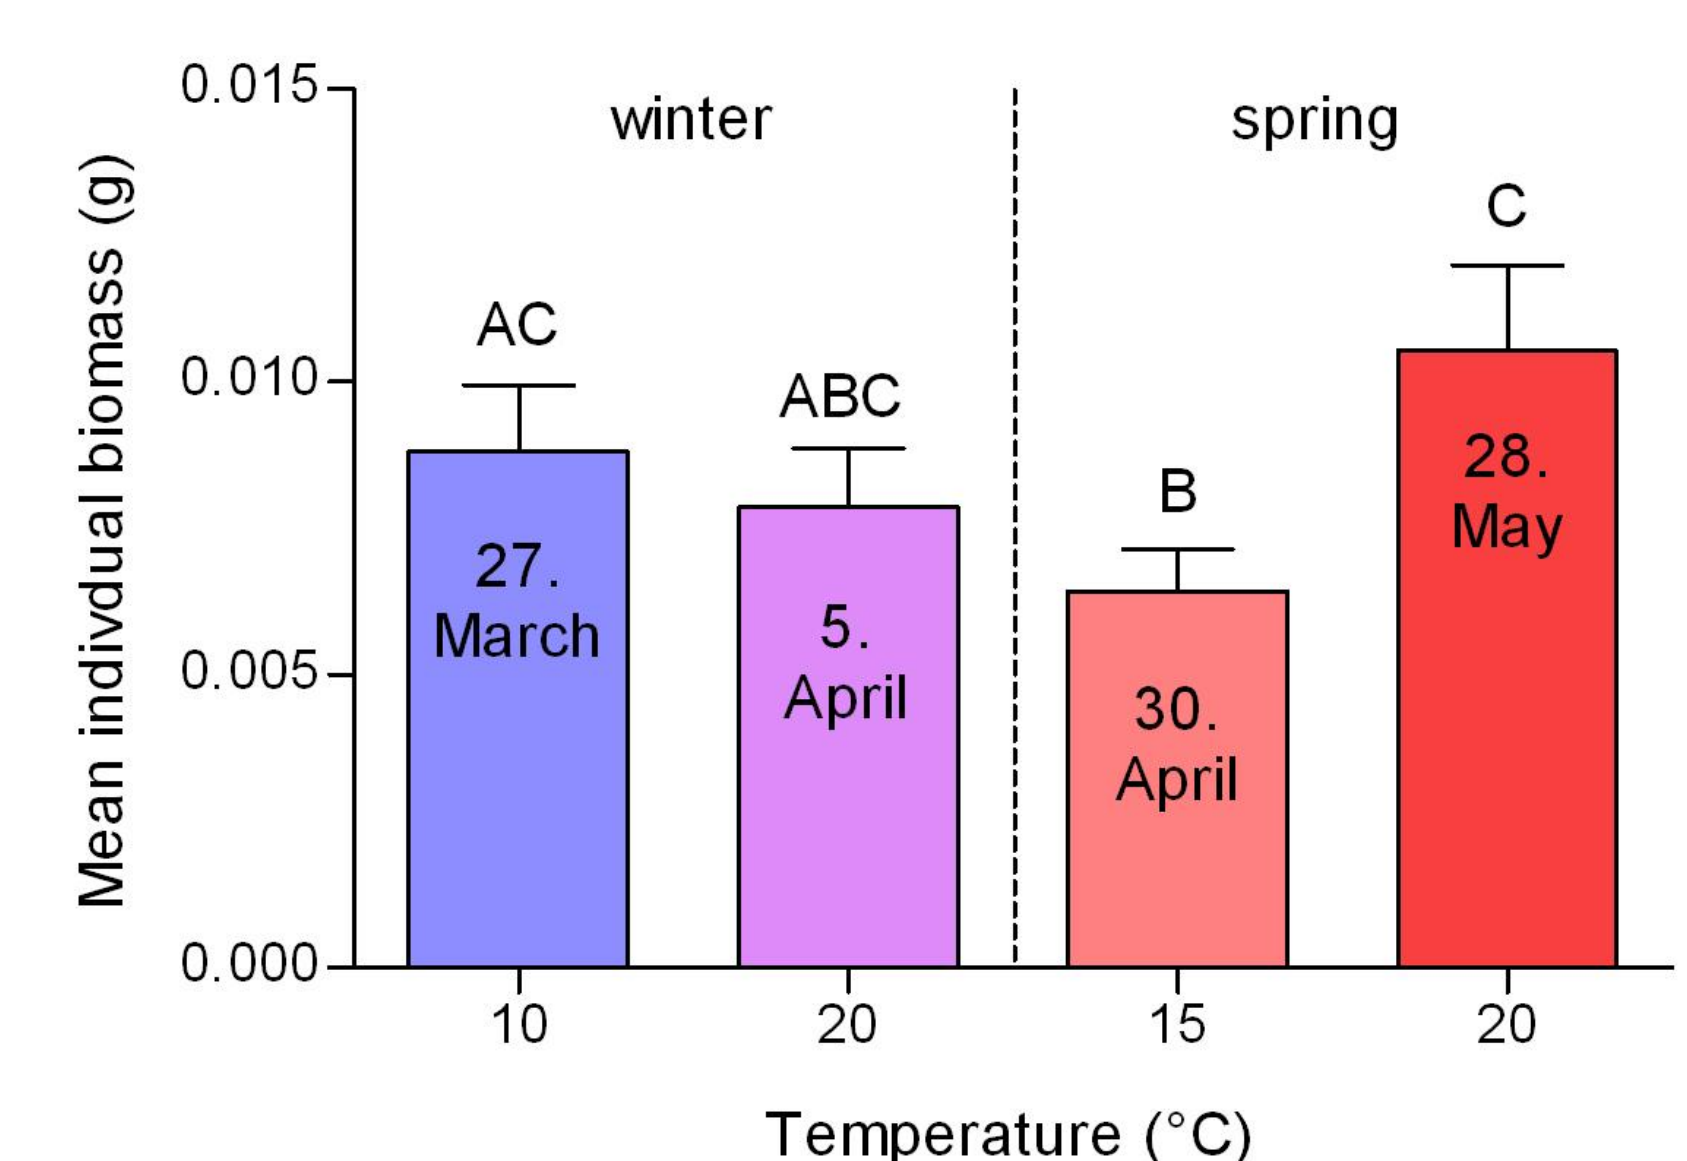 0.015
winter
spring
C
Mean indivdual biomass (g)
AC
0.010
ABC
28.
May
B
27.
March
5.
April
0.005
30.
April
0.000
10
20
15
20
Temperature (°C)